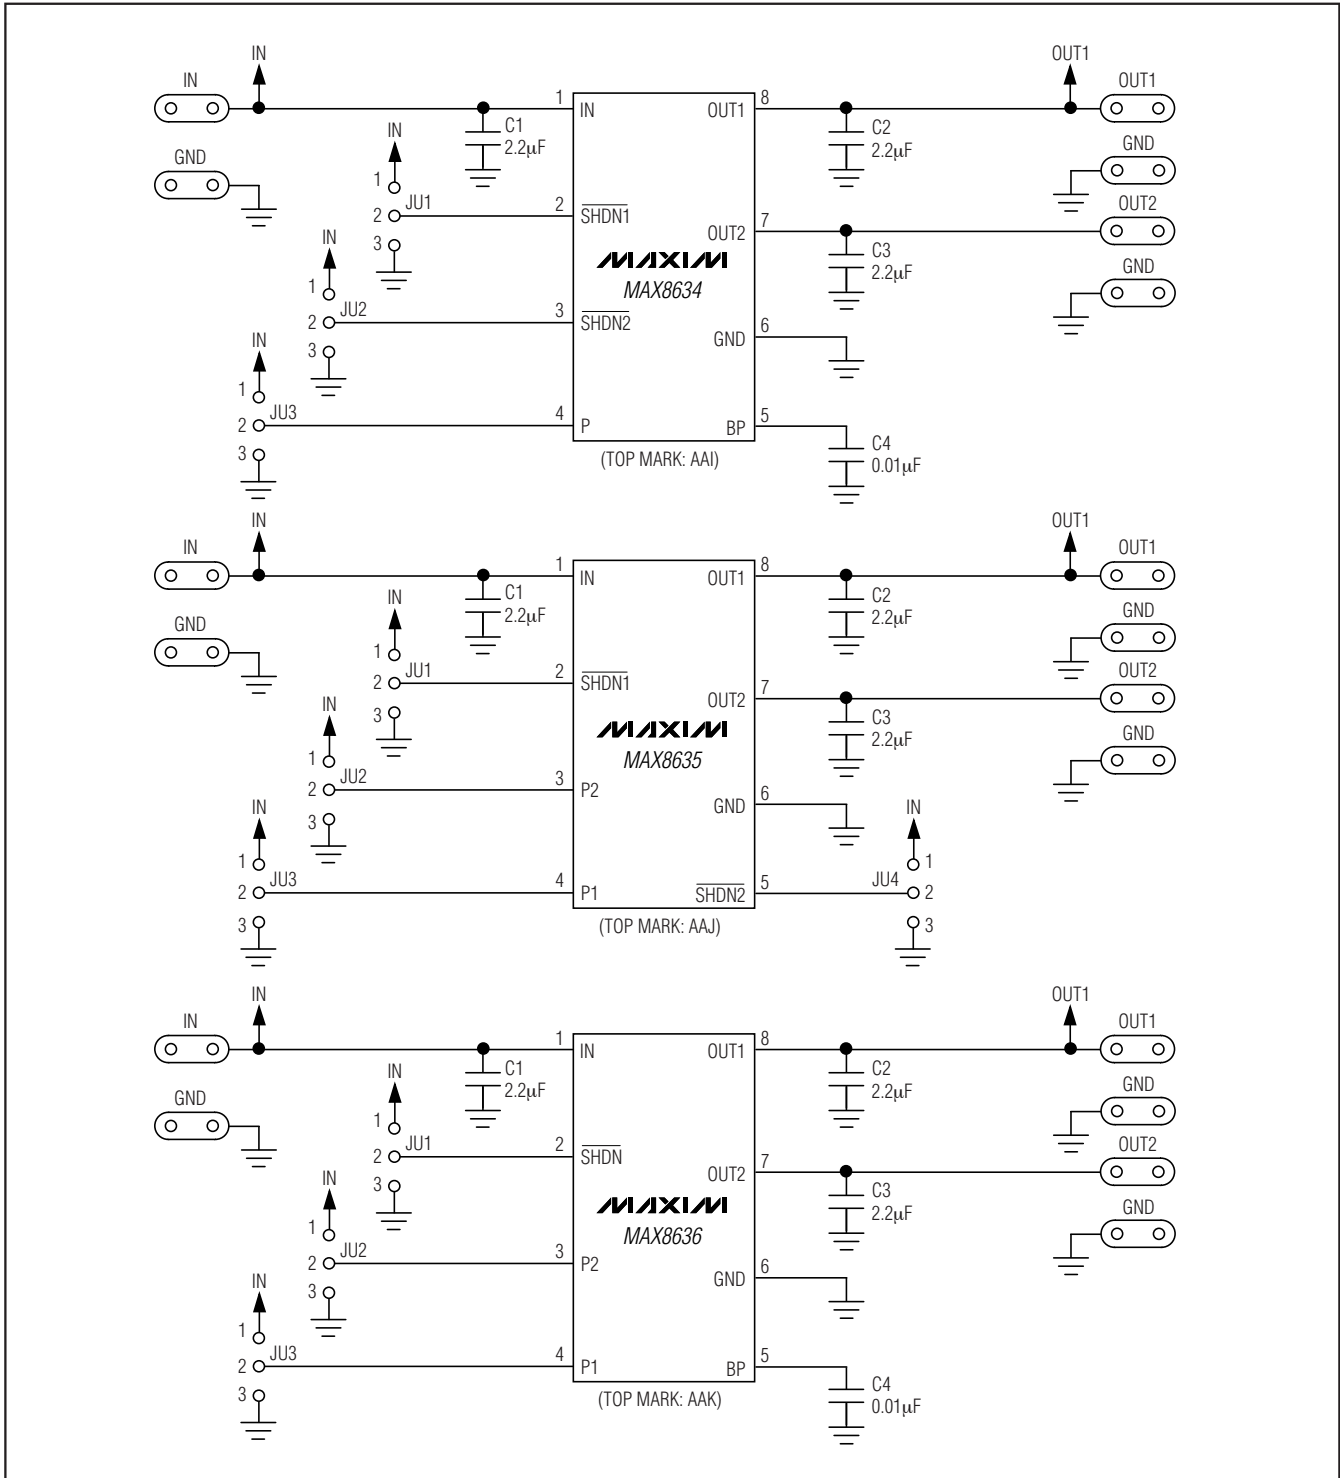 IN
OUT1
IN
OUT1
1
IN
OUT1
8
C1
2.2µF
C2
2.2µF
GND
GND
IN
1
2
JU1
3
2
SHDN1
OUT2
7
OUT2
C3
2.2µF
GND
MAXIM
MAX8634
IN
1
2
JU2
3
3
SHDN2
GND
6
IN
1
2
JU3
3
4
P
BP
5
C4
0.01µF
(TOP MARK: AAI)
IN
OUT1
IN
OUT1
1
IN
OUT1
8
C1
2.2µF
C2
2.2µF
GND
GND
IN
1
2
JU1
3
2
SHDN1
OUT2
7
OUT2
C3
2.2µF
GND
MAXIM
MAX8635
IN
1
2
JU2
3
3
P2
GND
6
IN
1
2
JU3
3
4
P1
SHDN2
5
JU4
IN
1
2
3
(TOP MARK: AAJ)
IN
OUT1
IN
OUT1
1
IN
OUT1
8
C1
2.2µF
C2
2.2µF
GND
GND
IN
1
2
JU1
3
2
SHDN
OUT2
7
OUT2
C3
2.2µF
GND
MAXIM
MAX8636
IN
1
2
JU2
3
3
P2
GND
6
IN
1
2
JU3
3
4
P1
BP
5
C4
0.01µF
(TOP MARK: AAK)